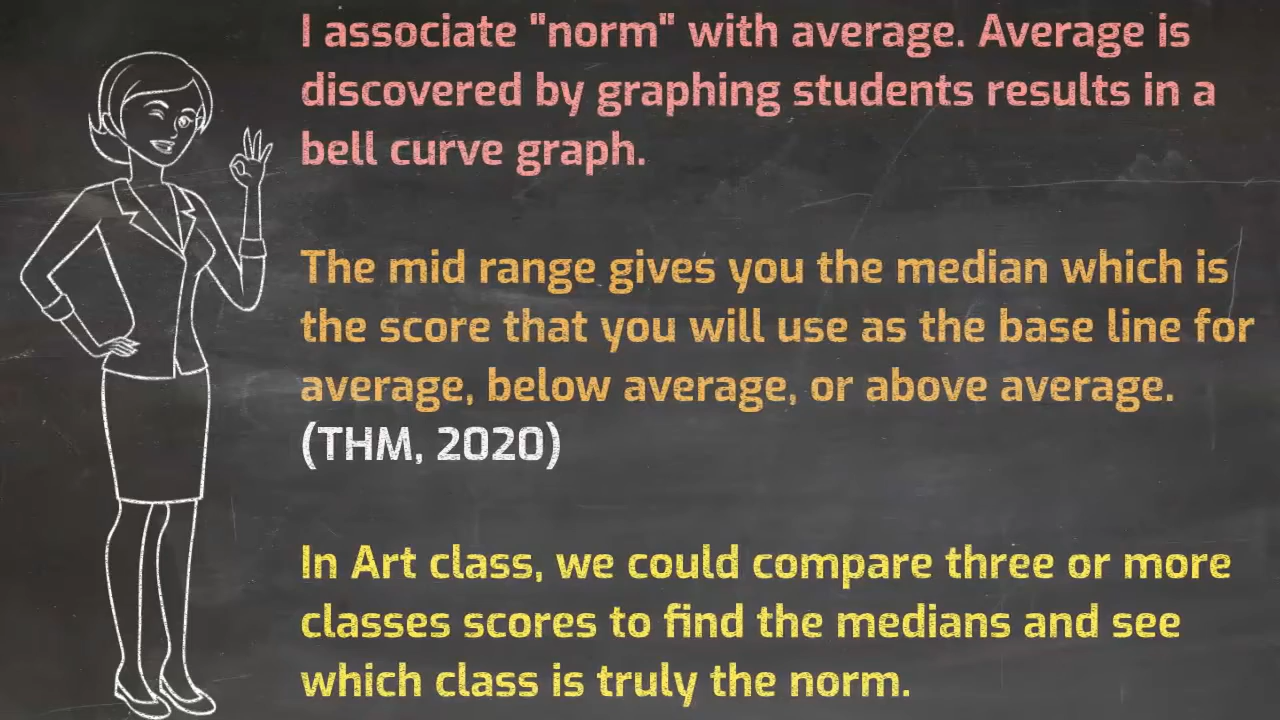 I associate "norm" with average. Average is
discovered by graphing students results in a
bell curve graph.
The mid range gives you the median which is
the score that you will use as the base line for
average, below average, or above average.
(THM, 2020)
In Art class, we could compare three or more
classes scores to find the medians and see
which class is truly the norm.